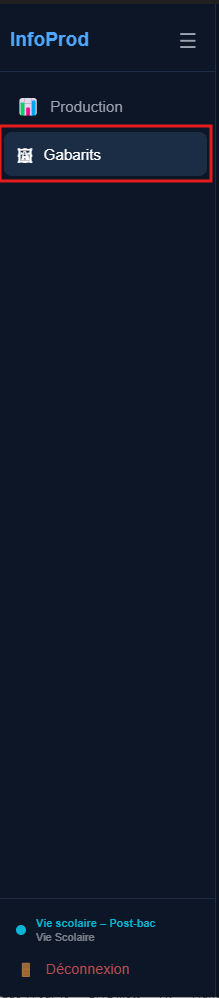 InfoProd
Production
Gabarits
Vie scolaire – Post-bac
Vie Scolaire
Déconnexion